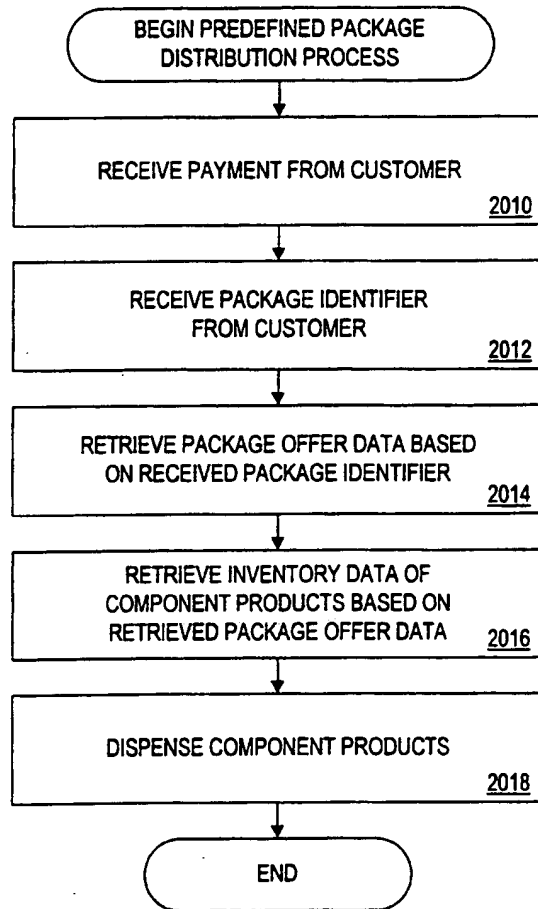 BEGIN PREDEFINED PACKAGE
DISTRIBUTION PROCESS
RECEIVE PAYMENT FROM CUSTOMER
2010
RECEIVE PACKAGE IDENTIFIER
FROM CUSTOMER
2012
RETRIEVE PACKAGE OFFER DATA BASED
ON RECEIVED PACKAGE IDENTIFIER
2014
RETRIEVE INVENTORY DATA OF
COMPONENT PRODUCTS BASED ON
RETRIEVED PACKAGE OFFER DATA
2016
DISPENSE COMPONENT PRODUCTS
2018
END